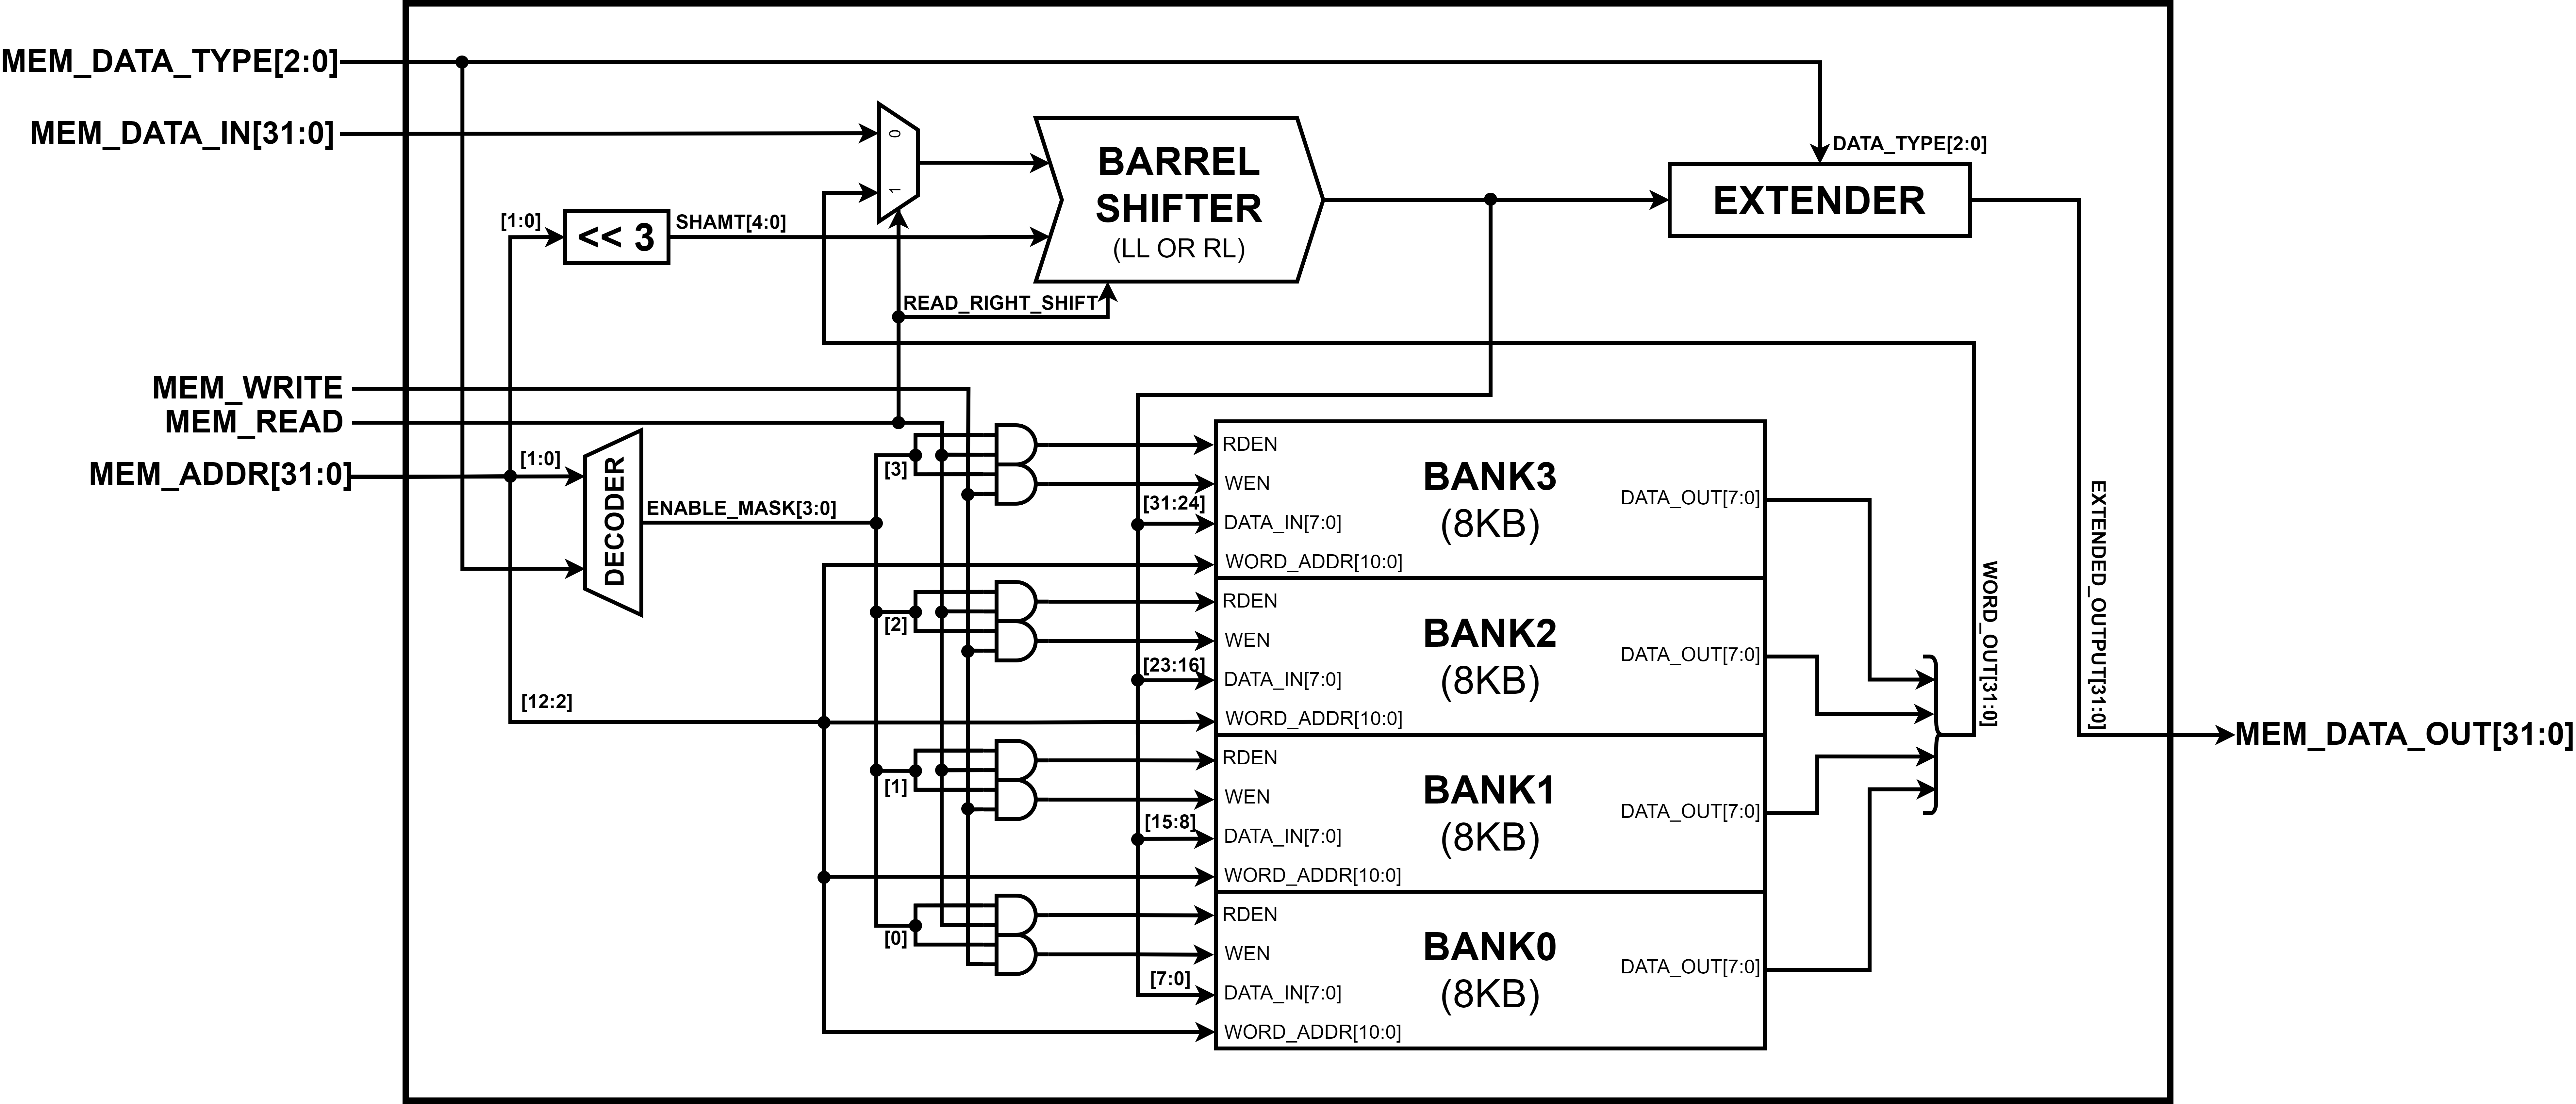 MEM_DATA_TYPE[2:0]
MEM_DATA_IN[31:0]
0
1
BARREL
SHIFTER
(LL OR RL)
DATA_TYPE[2:0]
EXTENDER
[1:0]
<< 3
SHAMT[4:0]
READ_RIGHT_SHIFT
MEM_WRITE
MEM_READ
MEM_ADDR[31:0]
[1:0]
DECODER
ENABLE_MASK[3:0]
[12:2]
[3]
[2]
[1]
[0]
RDEN
WEN
[31:24]
DATA_IN[7:0]
WORD_ADDR[10:0]
BANK3
(8KB)
DATA_OUT[7:0]
RDEN
WEN
[23:16]
DATA_IN[7:0]
WORD_ADDR[10:0]
BANK2
(8KB)
DATA_OUT[7:0]
RDEN
WEN
[15:8]
DATA_IN[7:0]
WORD_ADDR[10:0]
BANK1
(8KB)
DATA_OUT[7:0]
RDEN
WEN
[7:0]
DATA_IN[7:0]
WORD_ADDR[10:0]
BANK0
(8KB)
DATA_OUT[7:0]
WORD_OUT[31:0]
EXTENDED_OUTPUT[31:0]
MEM_DATA_OUT[31:0]